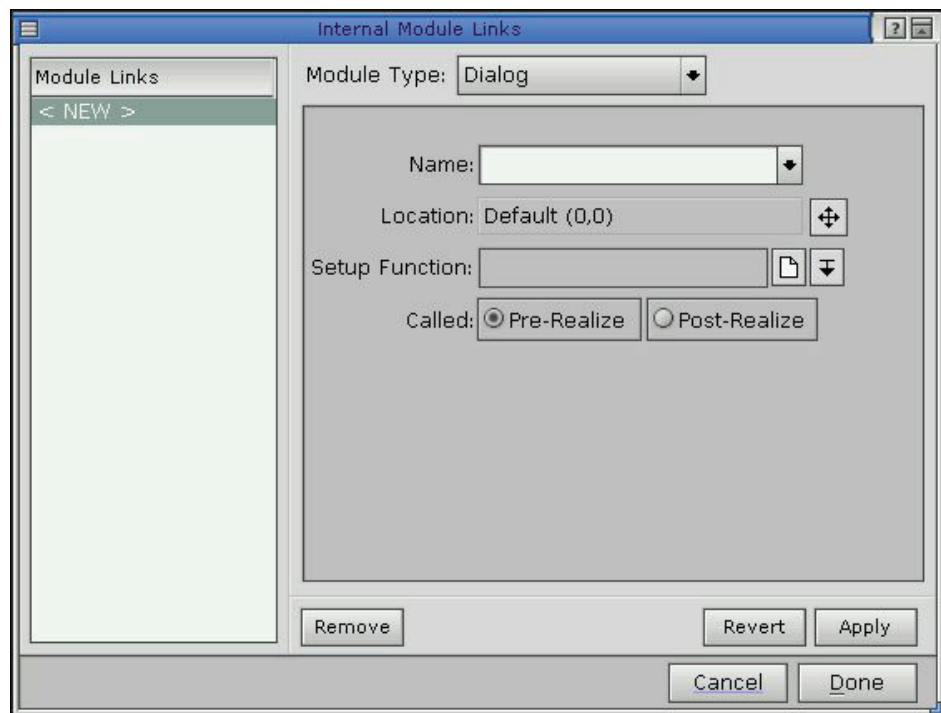 Internal Module Links
?
Module Links
< NEW >
Module Type: Dialog
Name:
Location: Default (0,0)
Setup Function:
Called: Pre-Realize Post-Realize
Remove Revert Apply
Cancel Done